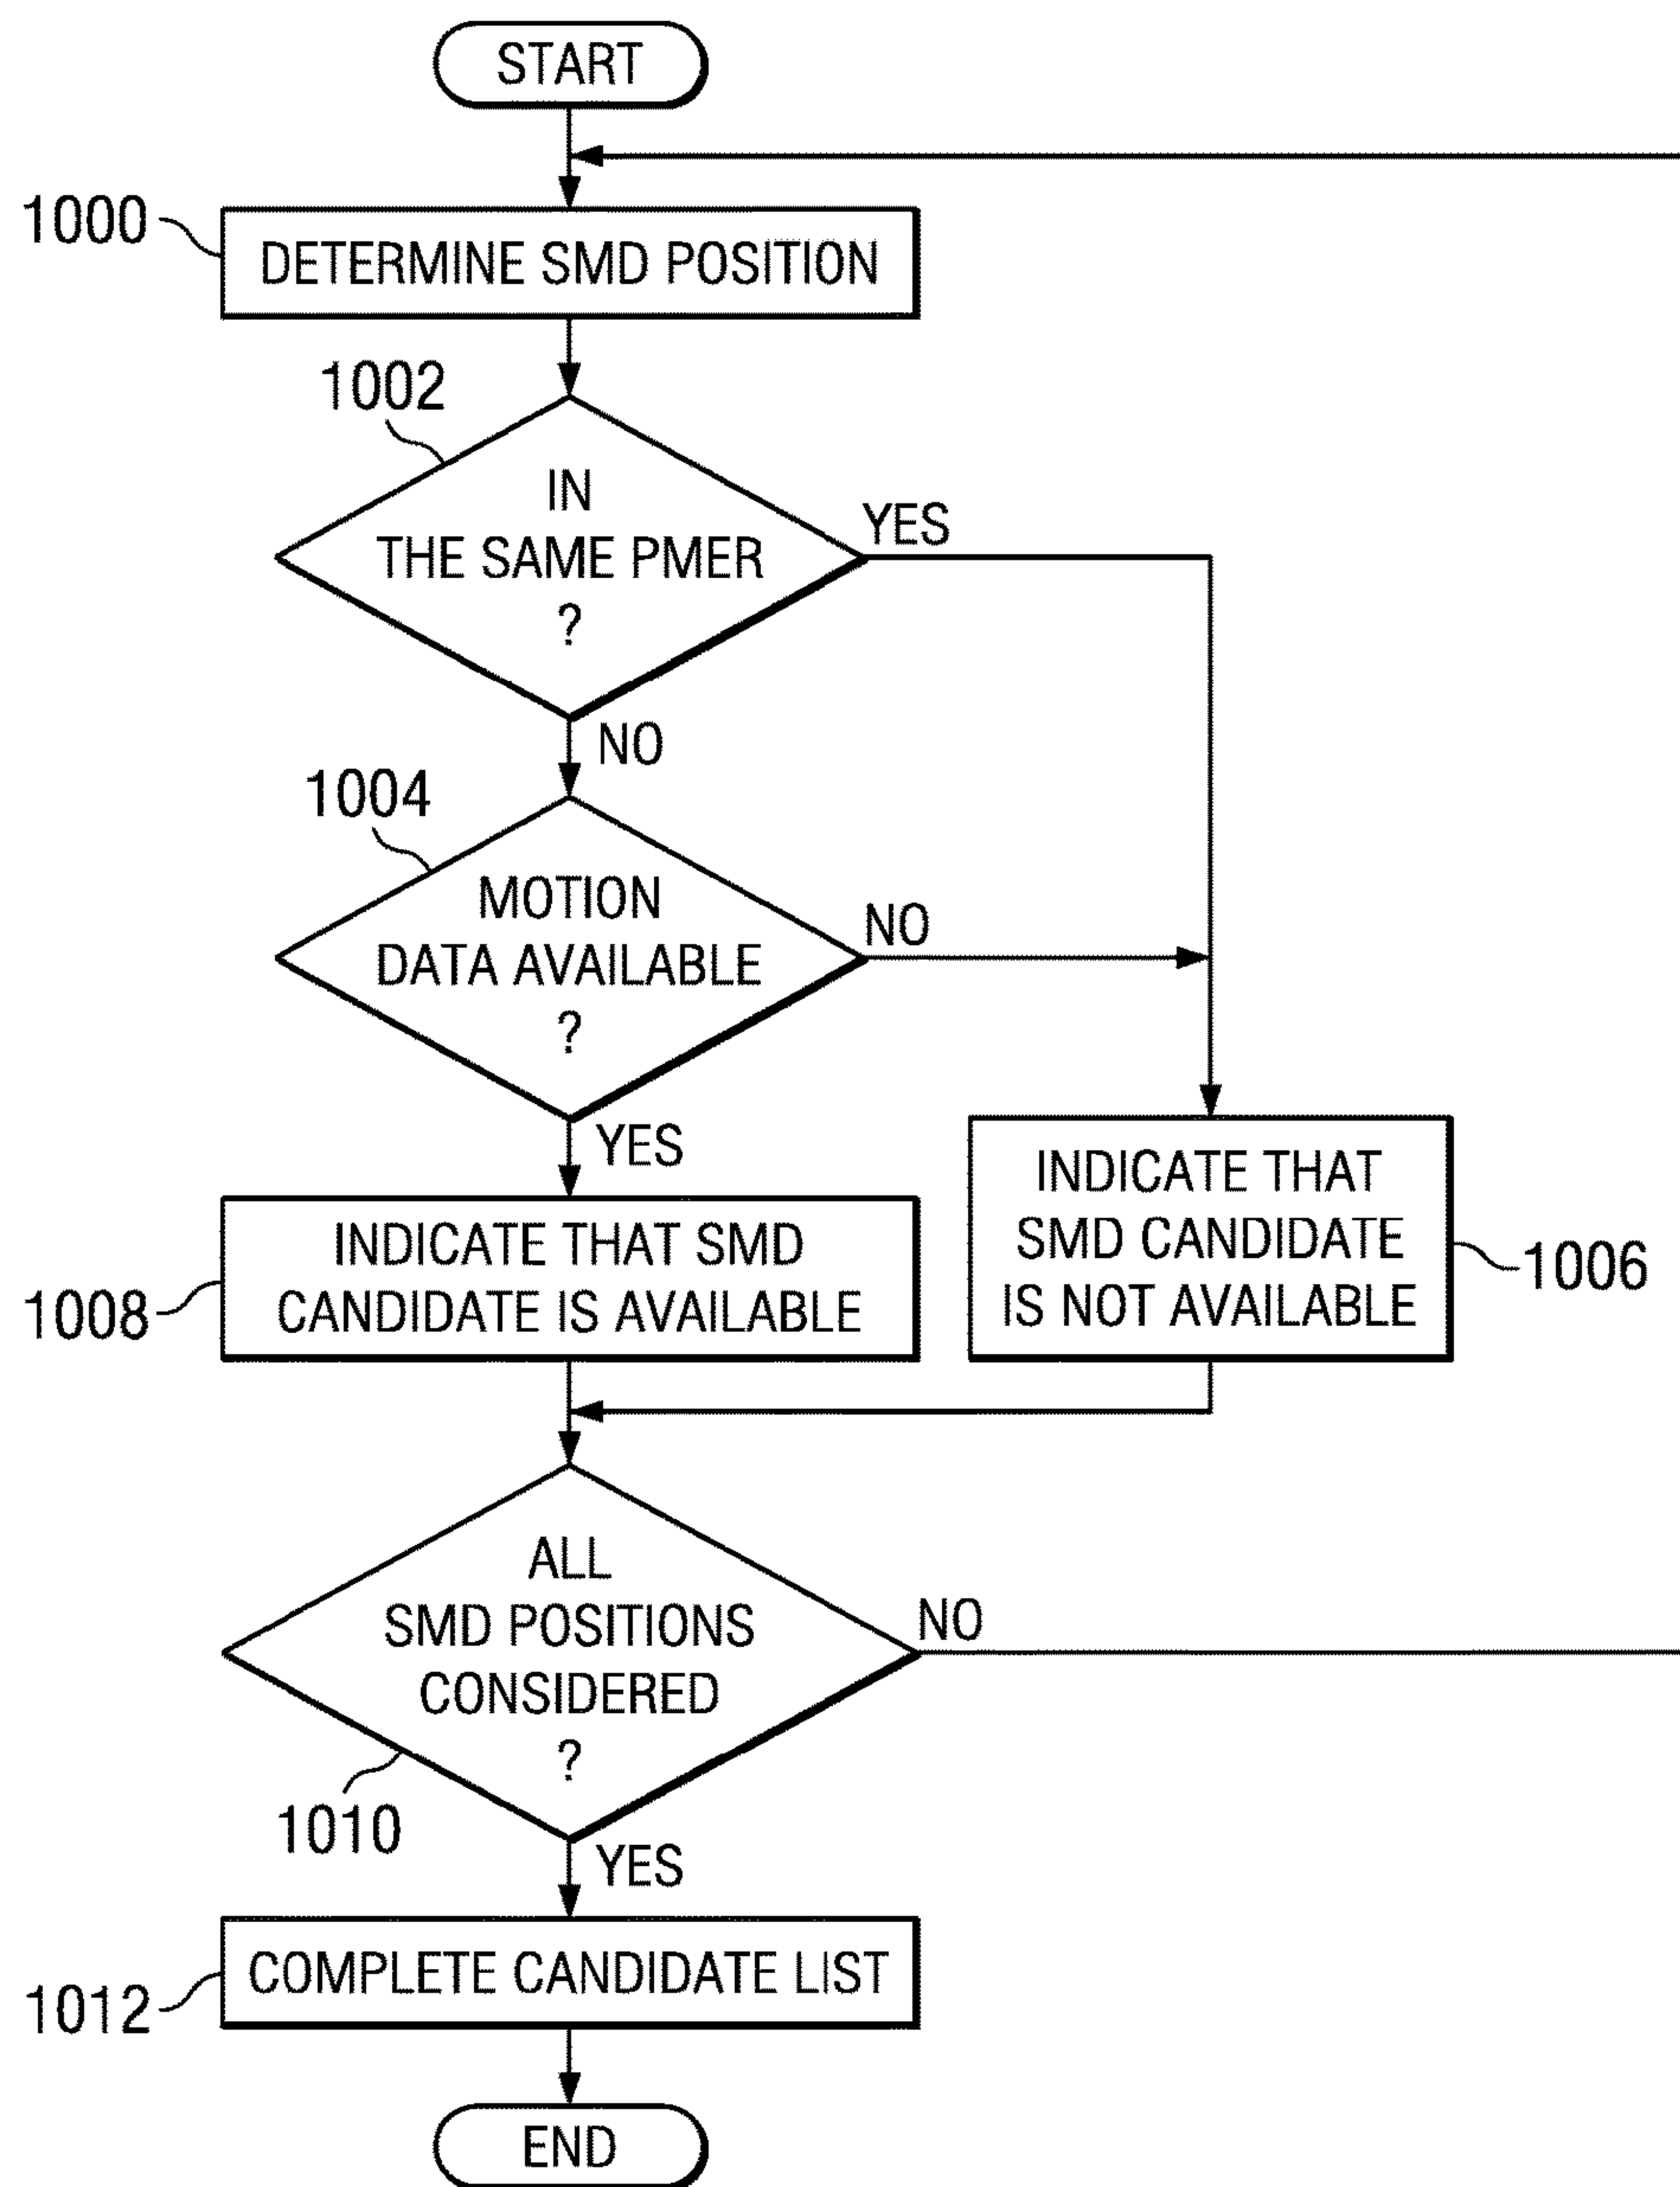 START
1000
DETERMINE SMD POSITION
1002
IN
THE SAME PMER
?
YES
NO
1004
MOTION
DATA AVAILABLE
?
NO
YES
INDICATE THAT SMD
CANDIDATE IS AVAILABLE
1008
INDICATE THAT
SMD CANDIDATE
IS NOT AVAILABLE
1006
ALL
SMD POSITIONS
CONSIDERED
?
NO
1010
YES
COMPLETE CANDIDATE LIST
1012
END